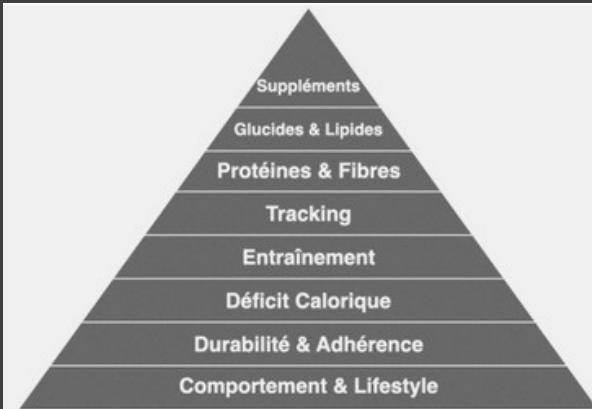 Suppléments
Glucides & Lipides
Protéines & Fibres
Tracking
Entraînement
Déficit Calorique
Durabilité & Adhérence
Comportement & Lifestyle